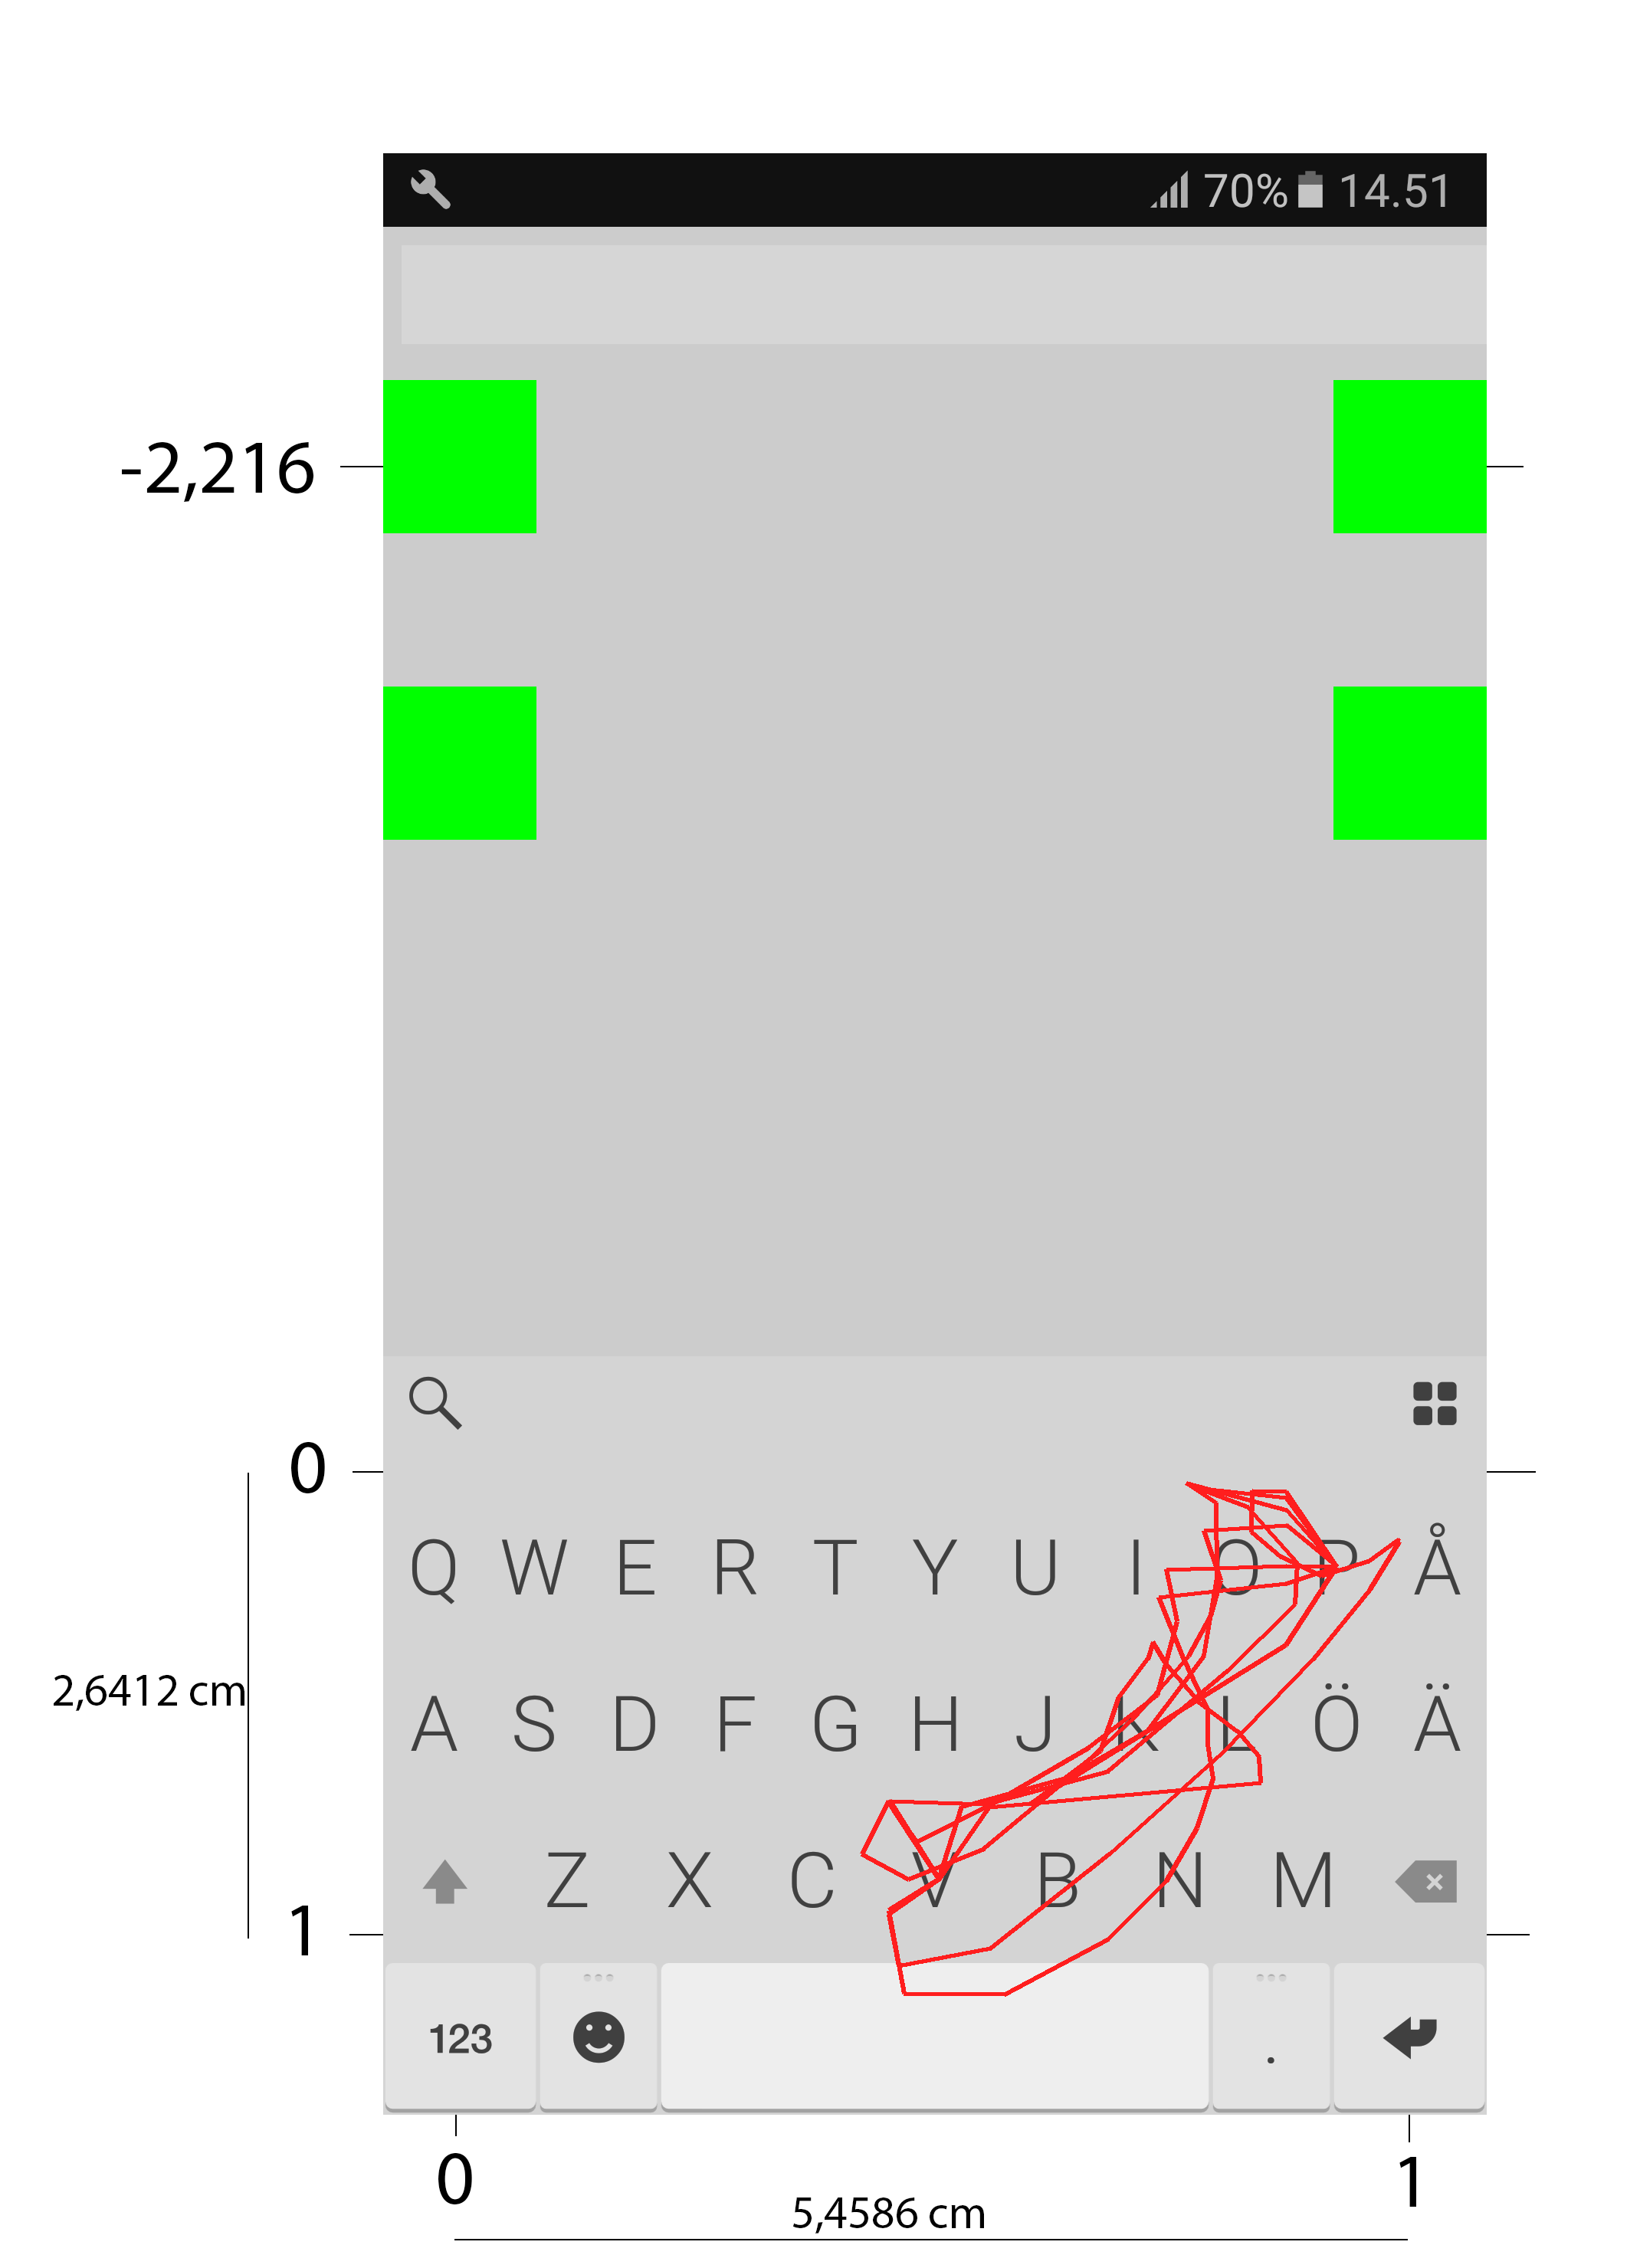 70% 14.51
-2,216
0
Q W E R T Y U I O P Å
2,6412 cm
A S D F G H J K L Ö Ä
Z X C V B N M
1
123 .
0 1
5,4586 cm